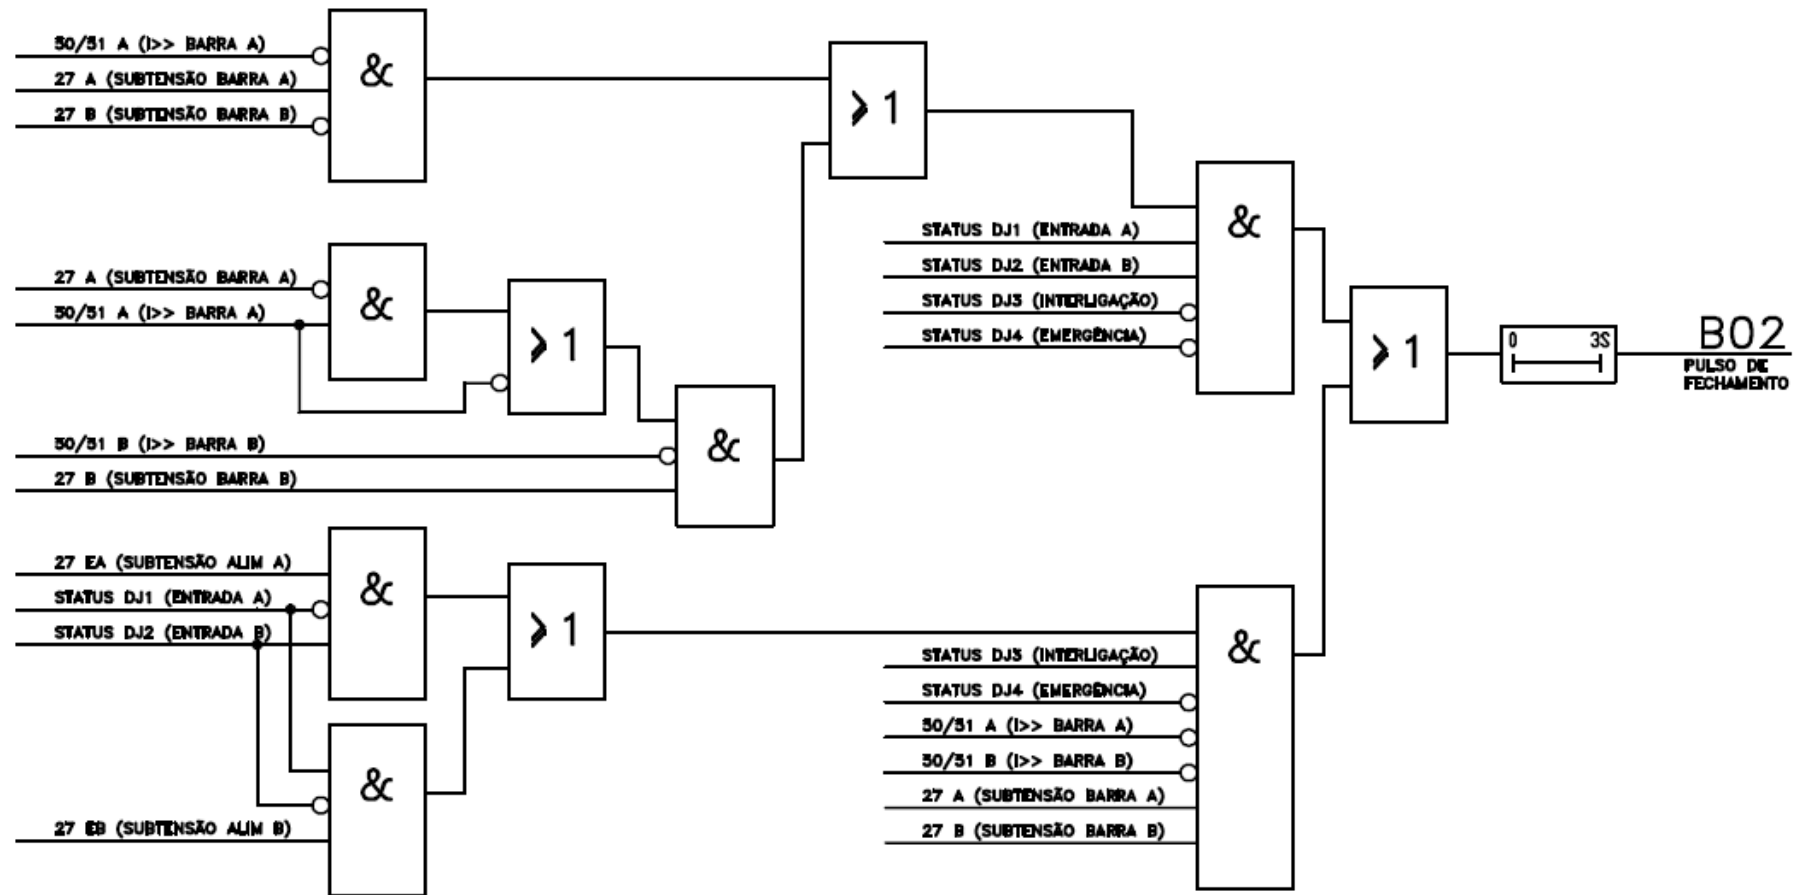 50/51 A (I>> BARRA A)
27 A (SUBTENSÃO BARRA A)
27 B (SUBTENSÃO BARRA B)
&
≥1
27 A (SUBTENSÃO BARRA A)
50/51 A (I>> BARRA A)
&
≥1
50/51 B (I>> BARRA B)
27 B (SUBTENSÃO BARRA B)
&
STATUS DJ1 (ENTRADA A)
STATUS DJ2 (ENTRADA B)
STATUS DJ3 (INTERLIGAÇÃO)
STATUS DJ4 (EMERGÊNCIA)
&
≥1
0 3S
B02
PULSO DE
FECHAMENTO
27 EA (SUBTENSÃO ALIM A)
STATUS DJ1 (ENTRADA A)
STATUS DJ2 (ENTRADA B)
&
≥1
&
27 EB (SUBTENSÃO ALIM B)
STATUS DJ3 (INTERLIGAÇÃO)
STATUS DJ4 (EMERGÊNCIA)
50/51 A (I>> BARRA A)
50/51 B (I>> BARRA B)
27 A (SUBTENSÃO BARRA A)
27 B (SUBTENSÃO BARRA B)
&